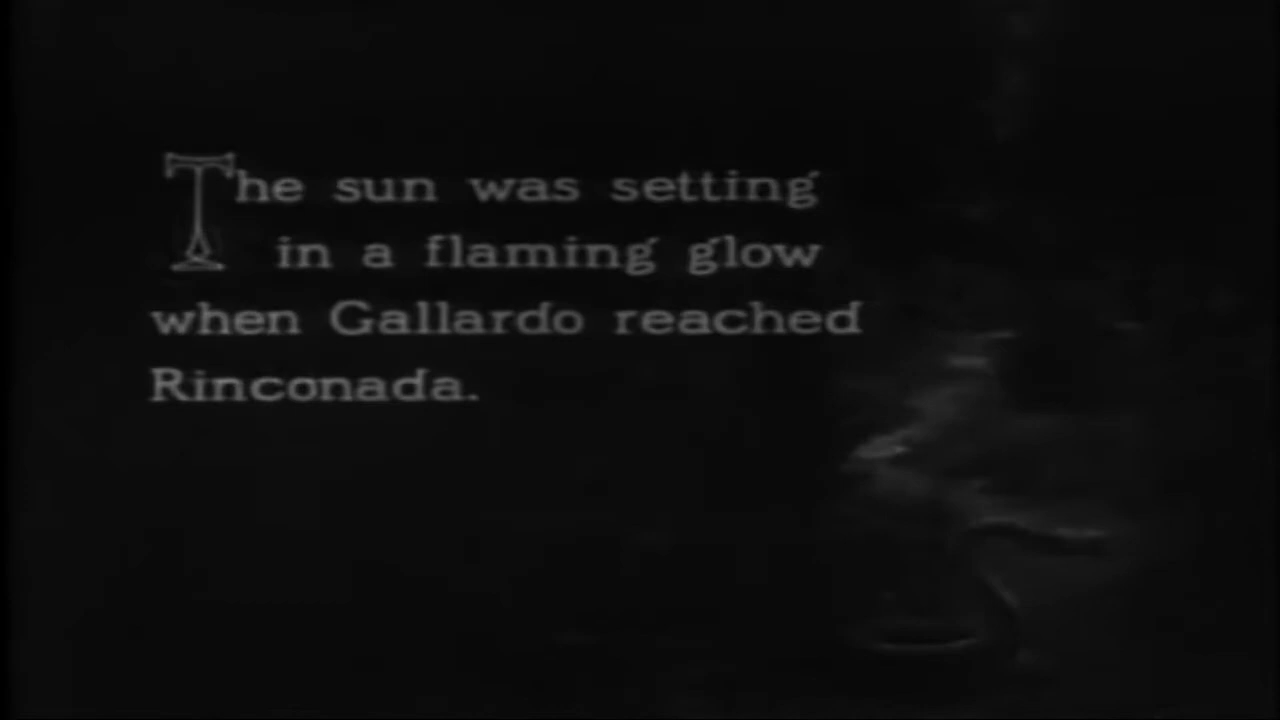 The sun was setting
in a flaming glow
when Gallardo reached
Rinconada.